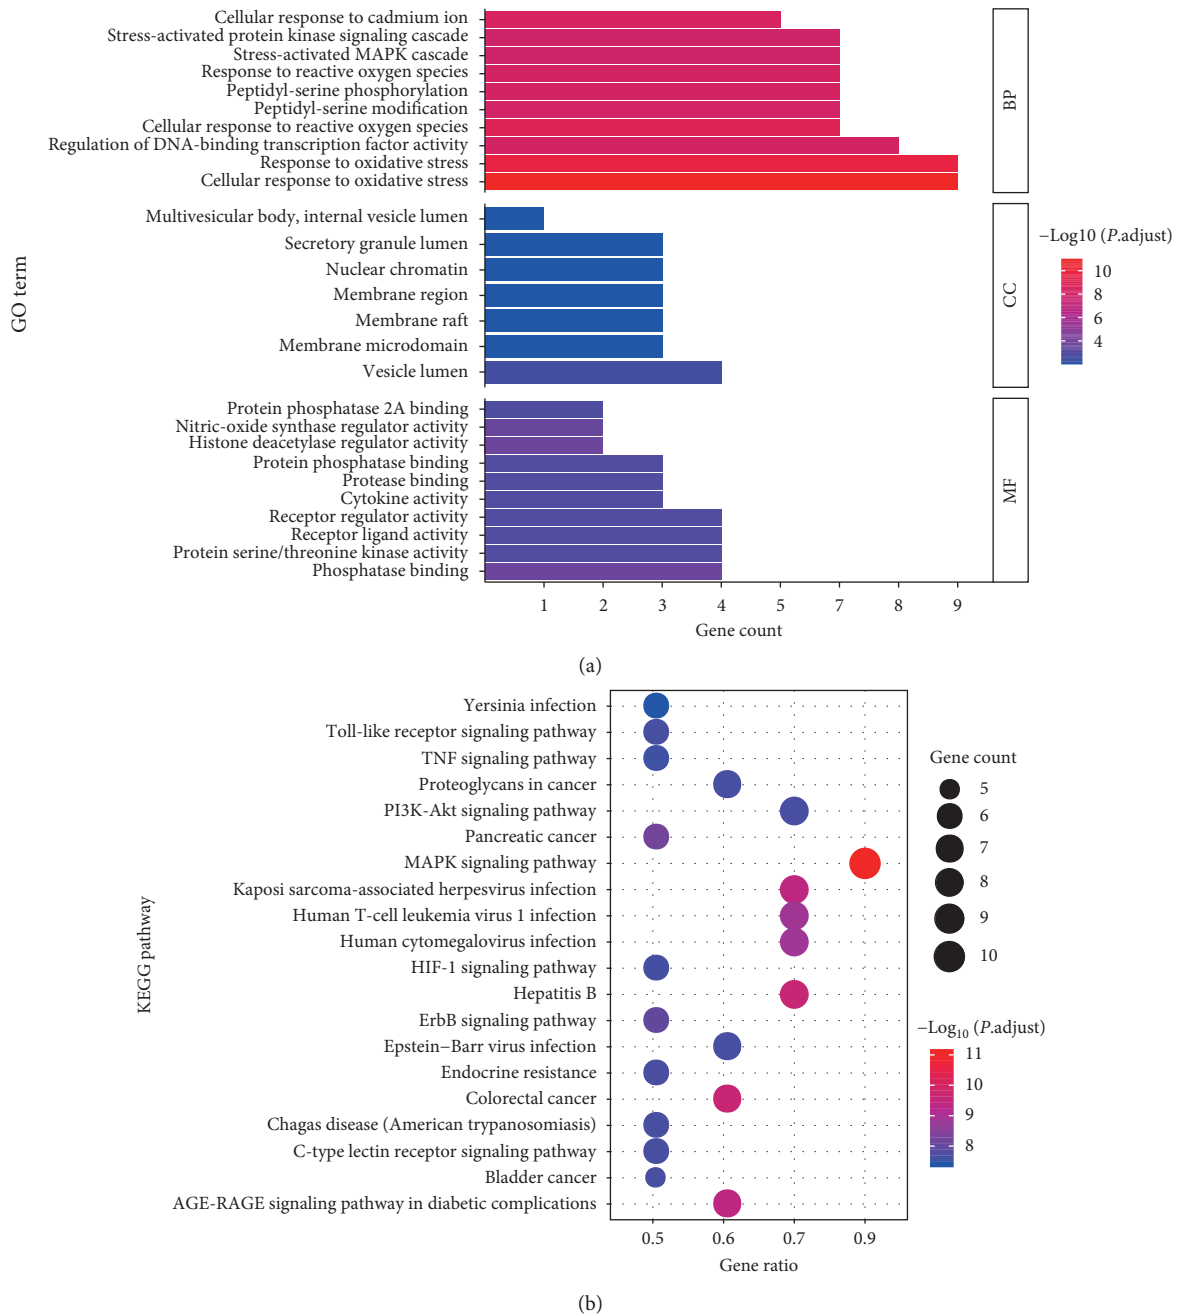 GO term
Cellular response to cadmium ion
Stress-activated protein kinase signaling cascade
Stress-activated MAPK cascade
Response to reactive oxygen species
Peptidyl-serine phosphorylation
Peptidyl-serine modification
Cellular response to reactive oxygen species
Regulation of DNA-binding transcription factor activity
Response to oxidative stress
Cellular response to oxidative stress
BP
Multivesicular body, internal vesicle lumen
Secretory granule lumen
Nuclear chromatin
Membrane region
Membrane raft
Membrane microdomain
Vesicle lumen
CC
Protein phosphatase 2A binding
Nitric-oxide synthase regulator activity
Histone deacetylase regulator activity
Protein phosphatase binding
Protease binding
Cytokine activity
Receptor regulator activity
Receptor ligand activity
Protein serine/threonine kinase activity
Phosphatase binding
MF
1 2 3 4 5 7 8 9
Gene count
−Log10 (P.adjust)
10
8
6
4
(a)
KEGG pathway
Yersinia infection
Toll-like receptor signaling pathway
TNF signaling pathway
Proteoglycans in cancer
PI3K-Akt signaling pathway
Pancreatic cancer
MAPK signaling pathway
Kaposi sarcoma-associated herpesvirus infection
Human T-cell leukemia virus 1 infection
Human cytomegalovirus infection
HIF-1 signaling pathway
Hepatitis B
ErbB signaling pathway
Epstein−Barr virus infection
Endocrine resistance
Colorectal cancer
Chagas disease (American trypanosomiasis)
C-type lectin receptor signaling pathway
Bladder cancer
AGE-RAGE signaling pathway in diabetic complications
0.5 0.6 0.7 0.9
Gene ratio
Gene count
5
6
7
8
9
10
−Log₁₀ (P.adjust)
11
10
9
8
(b)